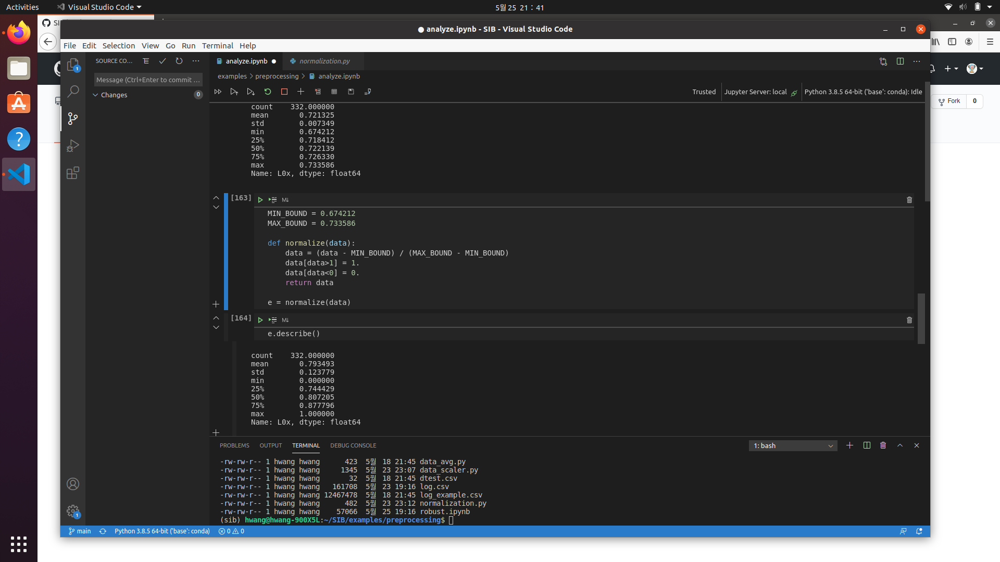 Activities
Visual Studio Code
5월 25 21：41
● analyze.ipynb - SIB - Visual Studio Code
File Edit Selection View Go Run Terminal Help
SOURCE CO...
Message (Ctrl+Enter to commit ...
Changes
0
1
1
analyze.ipynb ●
normalization.py
examples > preprocessing > analyze.ipynb
Trusted
Jupyter Server: local
Python 3.8.5 64-bit ('base': conda): Idle
Fork 0
count    332.000000
mean       0.721325
std        0.007349
min        0.674212
25%        0.718412
50%        0.722139
75%        0.726330
max        0.733586
Name: L0x, dtype: float64
[163]
M↓
MIN_BOUND = 0.674212
MAX_BOUND = 0.733586
def normalize(data):
    data = (data - MIN_BOUND) / (MAX_BOUND - MIN_BOUND)
    data[data>1] = 1.
    data[data<0] = 0.
    return data
e = normalize(data)
[164]
M↓
e.describe()
count    332.000000
mean       0.793493
std        0.123779
min        0.000000
25%        0.744429
50%        0.807205
75%        0.877796
max        1.000000
Name: L0x, dtype: float64
PROBLEMS OUTPUT TERMINAL DEBUG CONSOLE
1: bash
-rw-rw-r-- 1 hwang hwang      423  5월 18 21:45 data_avg.py
-rw-rw-r-- 1 hwang hwang     1345  5월 23 23:07 data_scaler.py
-rw-rw-r-- 1 hwang hwang       32  5월 18 21:45 dtest.csv
-rw-rw-r-- 1 hwang hwang   161708  5월 23 19:16 log.csv
-rw-rw-r-- 1 hwang hwang 12467478  5월 18 21:45 log_example.csv
-rw-rw-r-- 1 hwang hwang      482  5월 23 23:12 normalization.py
-rw-rw-r-- 1 hwang hwang    57066  5월 25 19:16 robust.ipynb
(sib) hwang@hwang-900X5L:~/SIB/examples/preprocessing$
main
Python 3.8.5 64-bit ('base': conda)
0 0